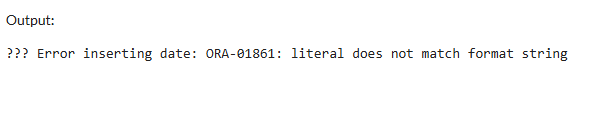 Output:
??? Error inserting date: ORA-01861: literal does not match format string